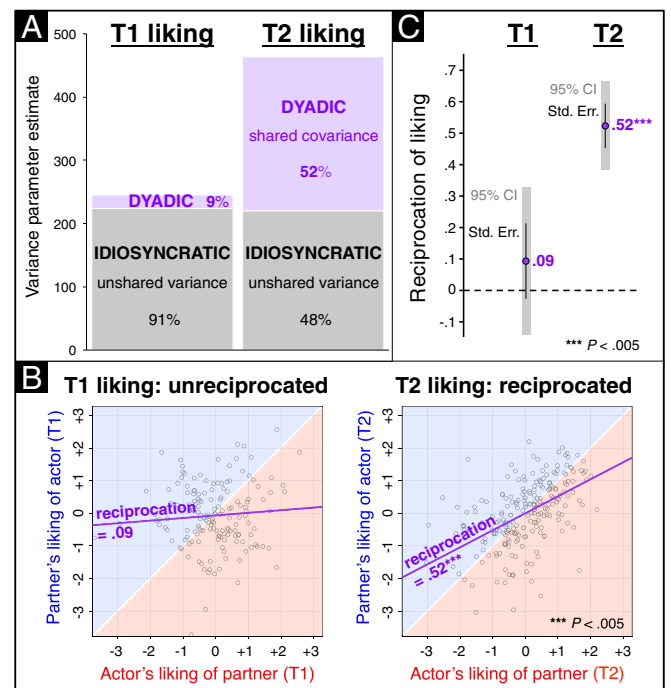 A
T1 liking
T2 liking
Variance parameter estimate
500
400
300
200
100
0
DYADIC
shared covariance
52%
DYADIC 9%
IDIOSYNCRATIC
unshared variance
91%
IDIOSYNCRATIC
unshared variance
48%
C
T1
T2
Reciprocation of liking
.7
.6
.5
.4
.3
.2
.1
0
-.1
95% CI
Std. Err.
.52***
95% CI
Std. Err.
.09
*** P < .005
B
T1 liking: unreciprocated
Partner's liking of actor (T1)
+3
+2
+1
0
-1
-2
-3
reciprocation
= .09
-3 -2 -1 0 +1 +2 +3
Actor's liking of partner (T1)
T2 liking: reciprocated
Partner's liking of actor (T2)
+3
+2
+1
0
-1
-2
-3
reciprocation
= .52***
*** P < .005
-3 -2 -1 0 +1 +2 +3
Actor's liking of partner (T2)